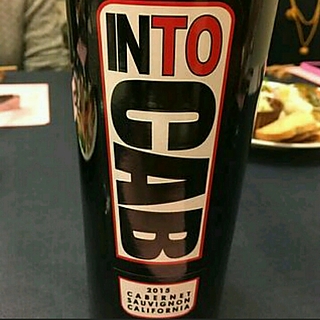 INTO
CAB
2015
CABERNET
SAUVIGNON
CALIFORNIA